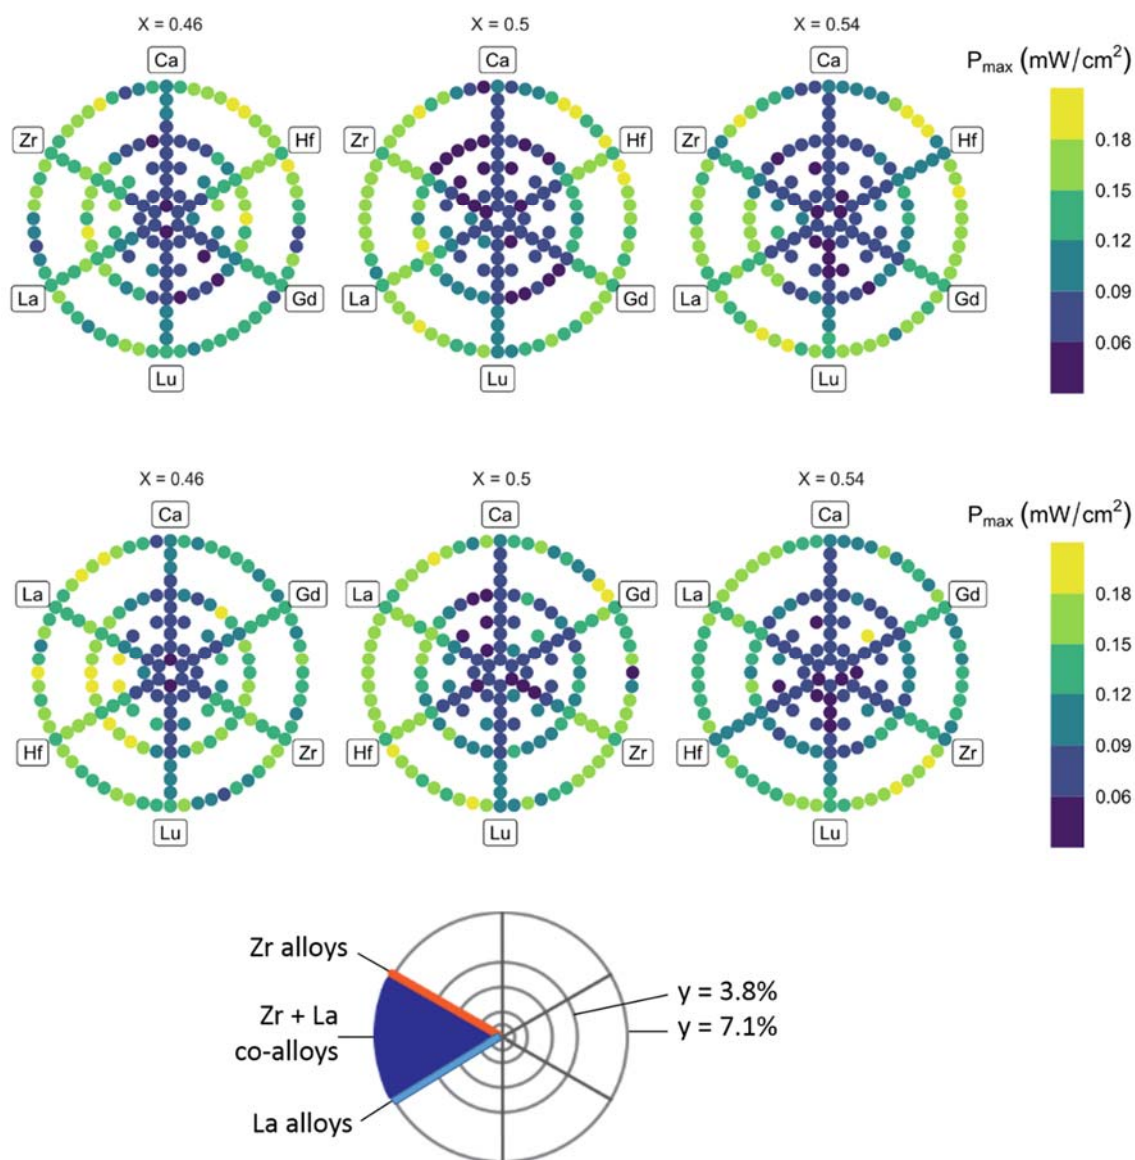 X = 0.46
X = 0.5
X = 0.54
Pmax (mW/cm²)
Ca
Ca
Ca
Zr
Hf
Zr
Hf
Zr
Hf
0.18
0.15
0.12
0.09
0.06
La
Gd
La
Gd
La
Gd
Lu
Lu
Lu
X = 0.46
X = 0.5
X = 0.54
Pmax (mW/cm²)
Ca
Ca
Ca
La
Gd
La
Gd
La
Gd
0.18
0.15
0.12
0.09
0.06
Hf
Zr
Hf
Zr
Hf
Zr
Lu
Lu
Lu
Zr alloys
Zr + La
co-alloys
La alloys
y = 3.8%
y = 7.1%